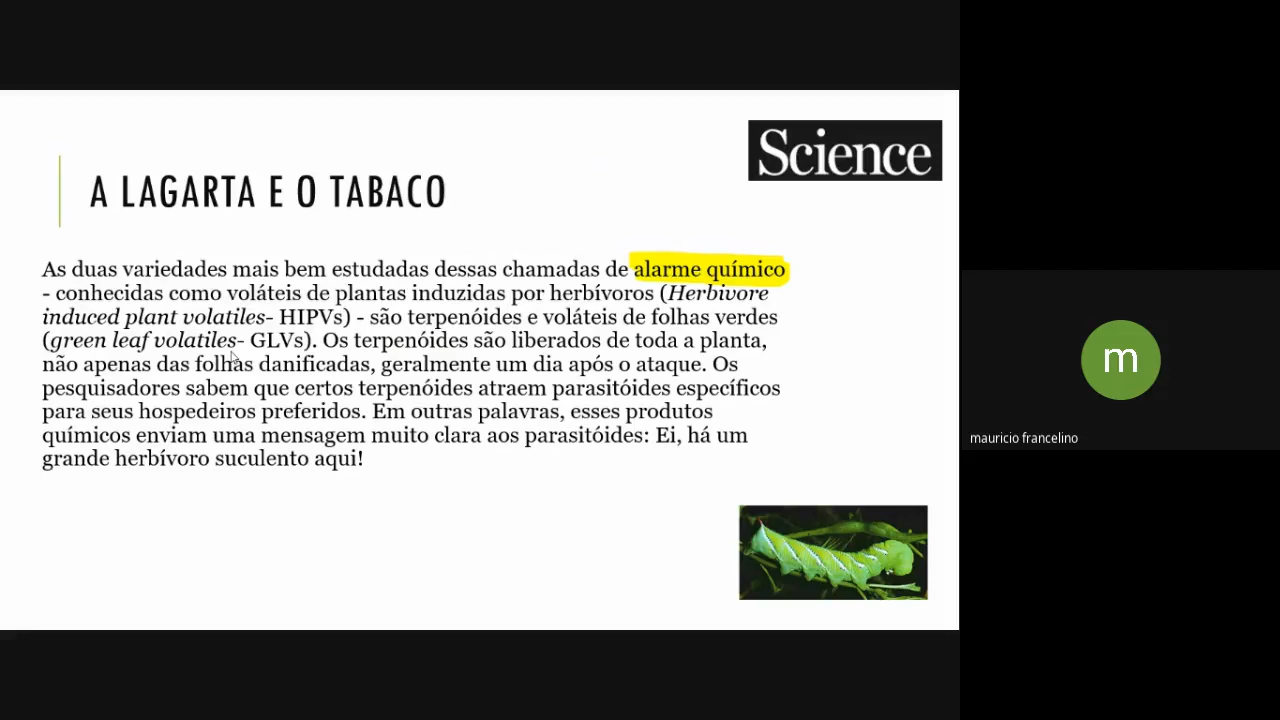 Science
A LAGARTA E O TABACO
As duas variedades mais bem estudadas dessas chamadas de alarme químico
- conhecidas como voláteis de plantas induzidas por herbívoros (Herbivore
induced plant volatiles- HIPVs) - são terpenóides e voláteis de folhas verdes
(green leaf volatiles- GLVs). Os terpenóides são liberados de toda a planta,
não apenas das folhas danificadas, geralmente um dia após o ataque. Os
pesquisadores sabem que certos terpenóides atraem parasitóides específicos
para seus hospedeiros preferidos. Em outras palavras, esses produtos
químicos enviam uma mensagem muito clara aos parasitóides: Ei, há um
grande herbívoro suculento aqui!
m
mauricio francelino